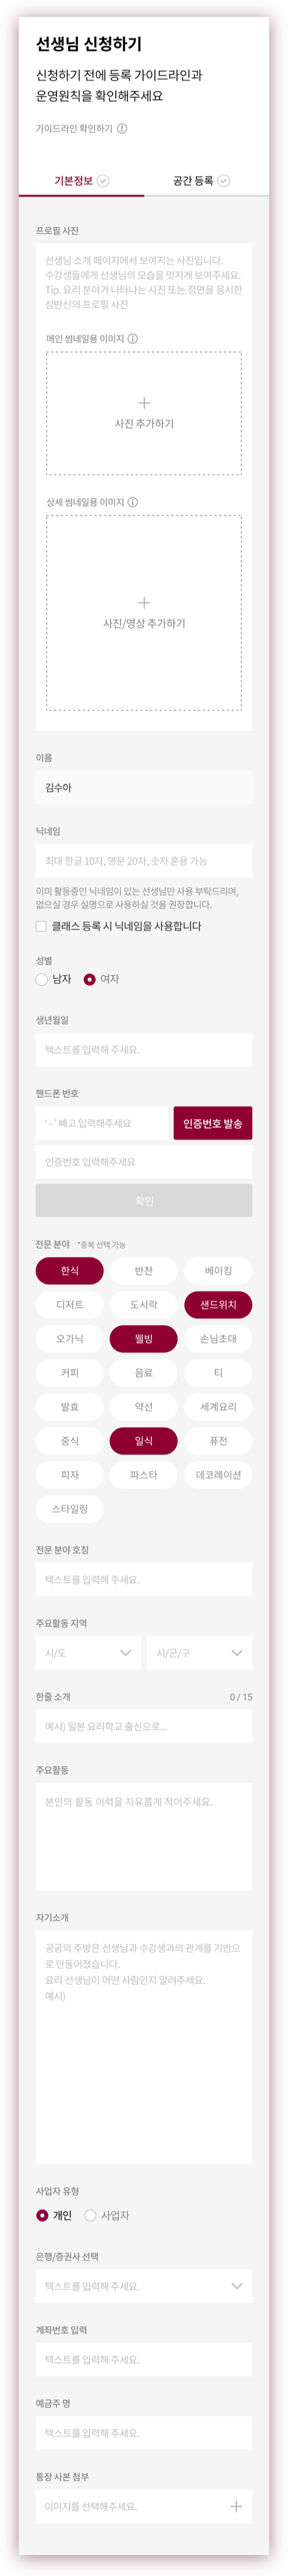 선생님 신청하기
신청하기 전에 등록 가이드라인과
운영원칙을 확인해주세요
가이드라인 확인하기
기본정보
공간 등록
프로필 사진
선생님 소개 페이지에서 보여지는 사진입니다.
수강생들에게 선생님의 모습을 멋지게 보여주세요.
Tip. 요리 분야가 나타나는 사진 또는 정면을 응시한
상반신의 프로필 사진
메인 썸네일용 이미지
사진 추가하기
상세 썸네일용 이미지
사진/영상 추가하기
이름
김수아
닉네임
최대 한글 10자, 영문 20자, 숫자 혼용 가능
이미 활동중인 닉네임이 있는 선생님만 사용 부탁드리며,
없으실 경우 실명으로 사용하실 것을 권장합니다.
클래스 등록 시 닉네임을 사용합니다
성별
남자 여자
생년월일
텍스트를 입력해 주세요.
핸드폰 번호
' - ' 빼고 입력해주세요
인증번호 발송
인증번호 입력해주세요
확인
전문 분야 *중복 선택 가능
한식 반찬 베이킹
디저트 도시락 샌드위치
오가닉 웰빙 손님초대
커피 음료 티
발효 약선 세계요리
중식 일식 퓨전
피자 파스타 데코레이션
스타일링
전문 분야 호칭
텍스트를 입력해 주세요.
주요활동 지역
시/도 시/군/구
한줄 소개 0 / 15
예시) 일본 요리학교 출신으로...
주요활동
본인의 활동 이력을 자유롭게 적어주세요.
자기소개
공공의 주방은 선생님과 수강생과의 관계를 기반으
로 만들어졌습니다.
요리 선생님이 어떤 사람인지 알려주세요.
예시)
사업자 유형
개인 사업자
은행/증권사 선택
텍스트를 입력해 주세요.
계좌번호 입력
텍스트를 입력해 주세요.
예금주 명
텍스트를 입력해 주세요.
통장 사본 첨부
이미지를 선택해주세요.